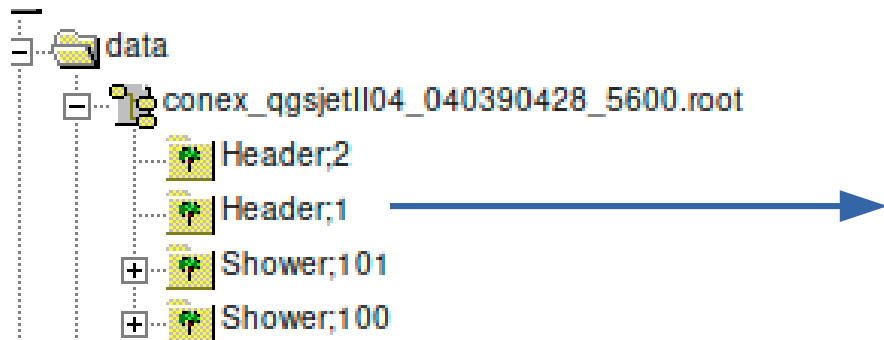 data
conex_qgsjetII04_040390428_5600.root
Header;2
Header;1
Shower;101
Shower;100